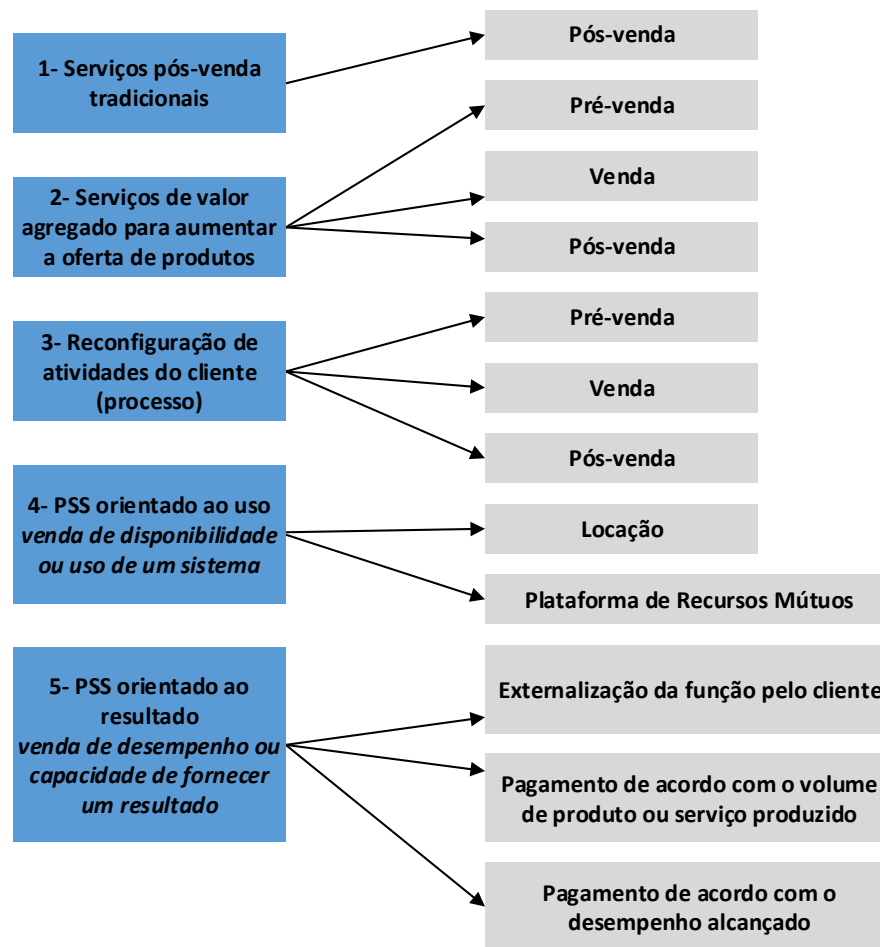 1- Serviços pós-venda
tradicionais
Pós-venda
2- Serviços de valor
agregado para aumentar
a oferta de produtos
Pré-venda
Venda
Pós-venda
3- Reconfiguração de
atividades do cliente
(processo)
Pré-venda
Venda
Pós-venda
4- PSS orientado ao uso
venda de disponibilidade
ou uso de um sistema
Locação
Plataforma de Recursos Mútuos
5- PSS orientado ao
resultado
venda de desempenho ou
capacidade de fornecer
um resultado
Externalização da função pelo cliente
Pagamento de acordo com o volume
de produto ou serviço produzido
Pagamento de acordo com o
desempenho alcançado